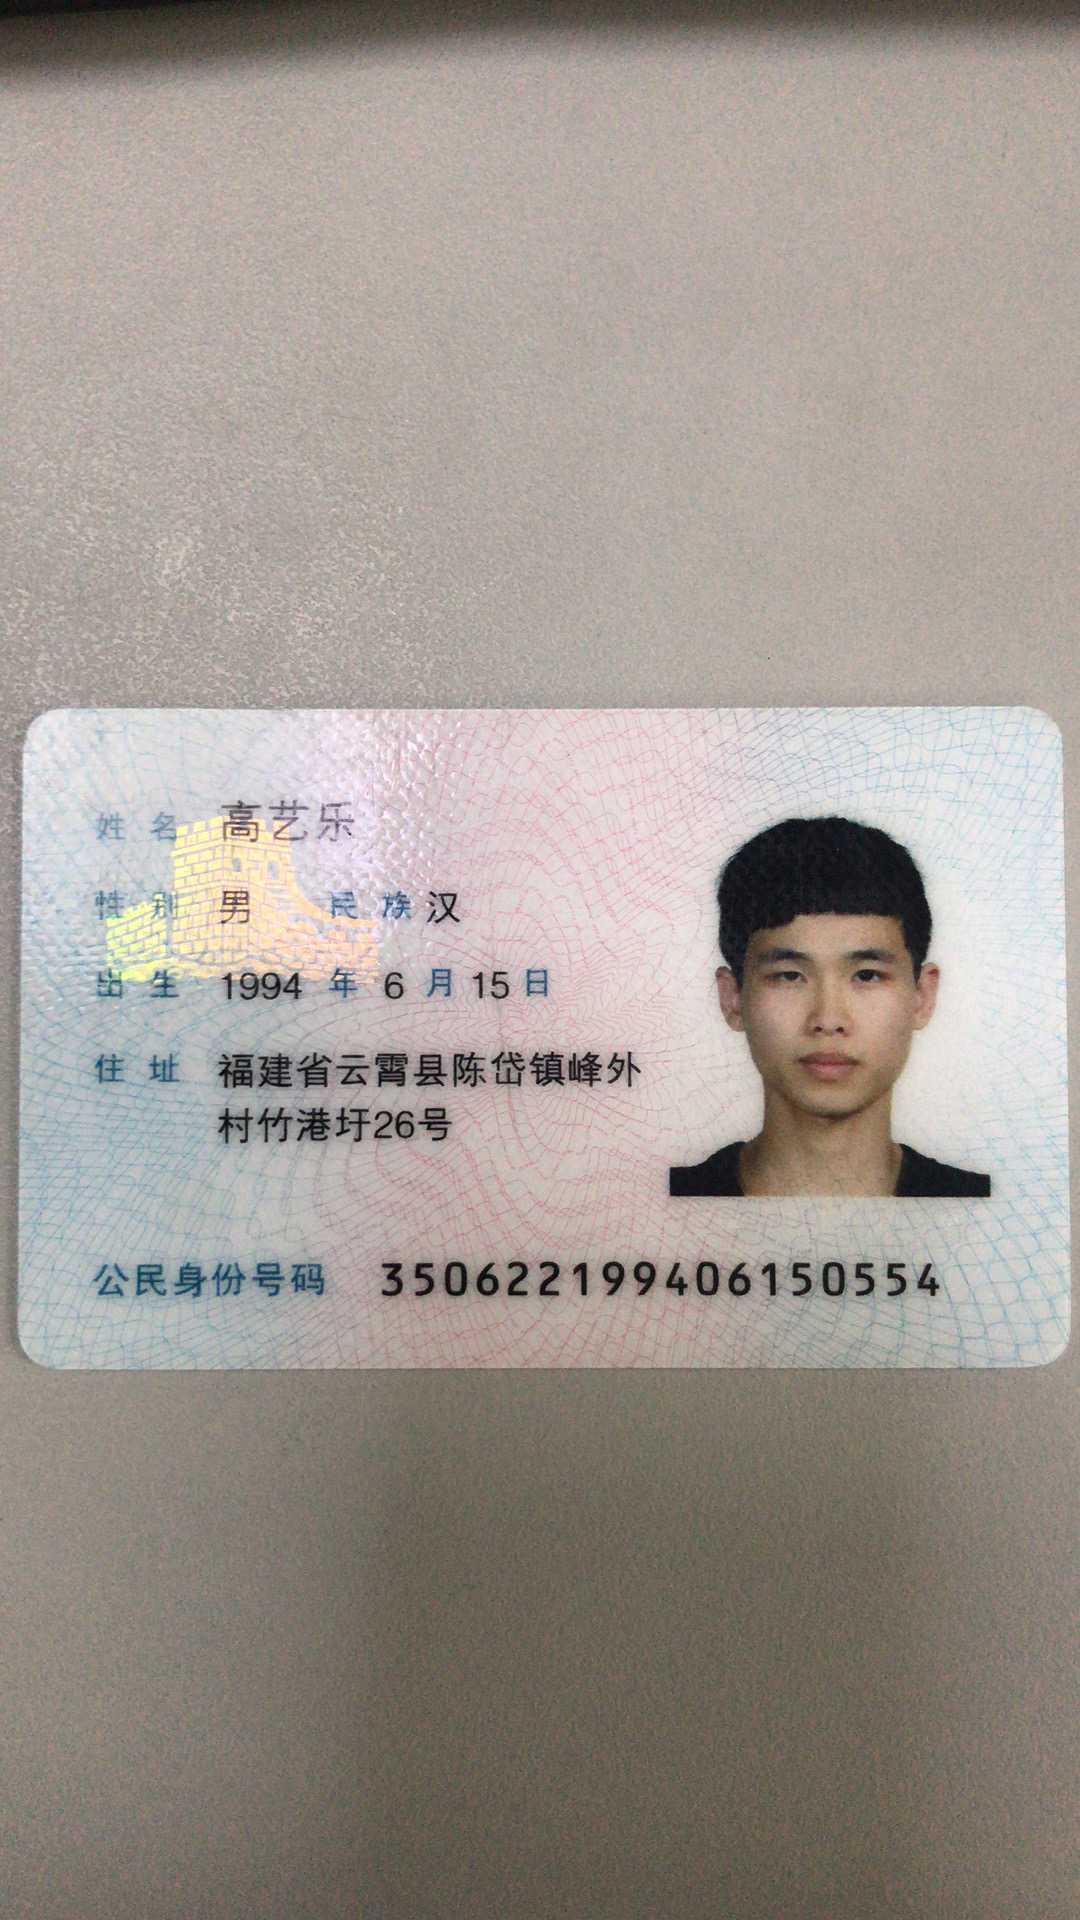 姓名 高艺乐
性别 男 民族 汉
出生 1994 年 6 月 15 日
住址 福建省云霄县陈岱镇峰外
村竹港圩26号
公民身份号码 350622199406150554